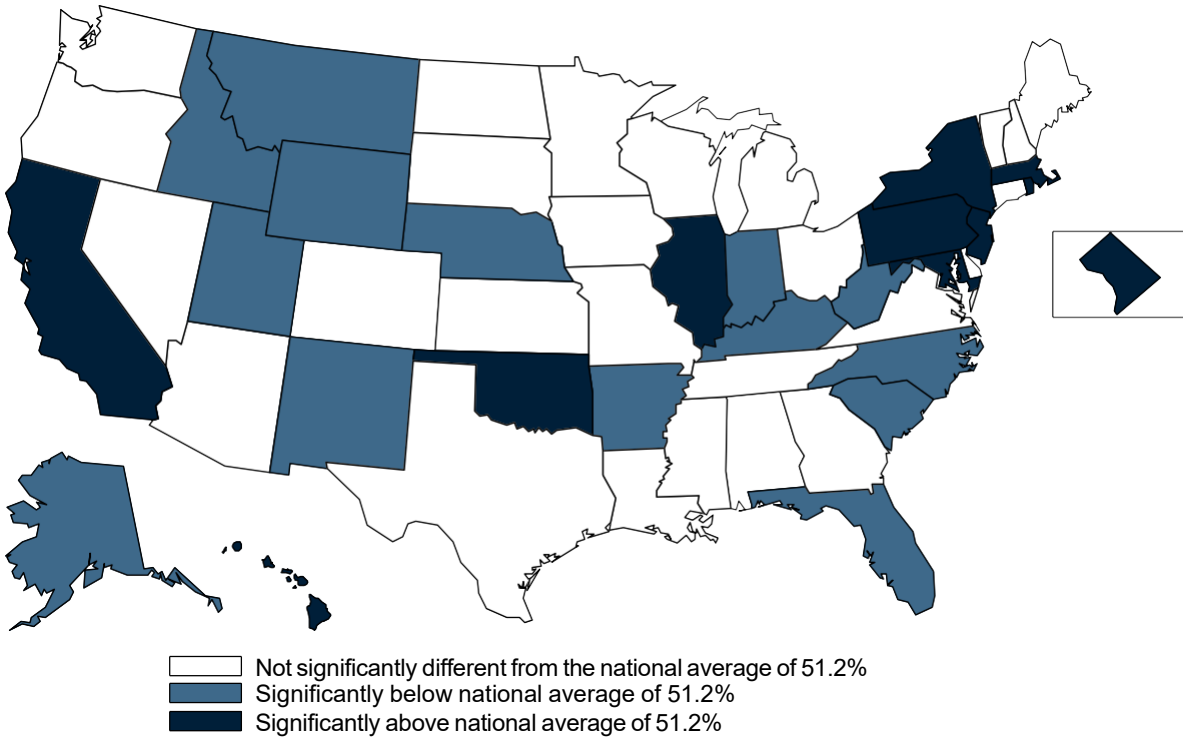 Not significantly different from the national average of 51.2%
Significantly below national average of 51.2%
Significantly above national average of 51.2%